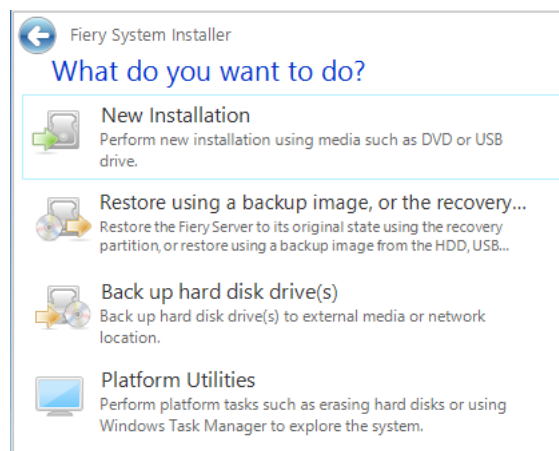 Fiery System Installer
What do you want to do?
New Installation
Perform new installation using media such as DVD or USB
drive.
Restore using a backup image, or the recovery...
Restore the Fiery Server to its original state using the recovery
partition, or restore using a backup image from the HDD, USB...
Back up hard disk drive(s)
Back up hard disk drive(s) to external media or network
location.
Platform Utilities
Perform platform tasks such as erasing hard disks or using
Windows Task Manager to explore the system.